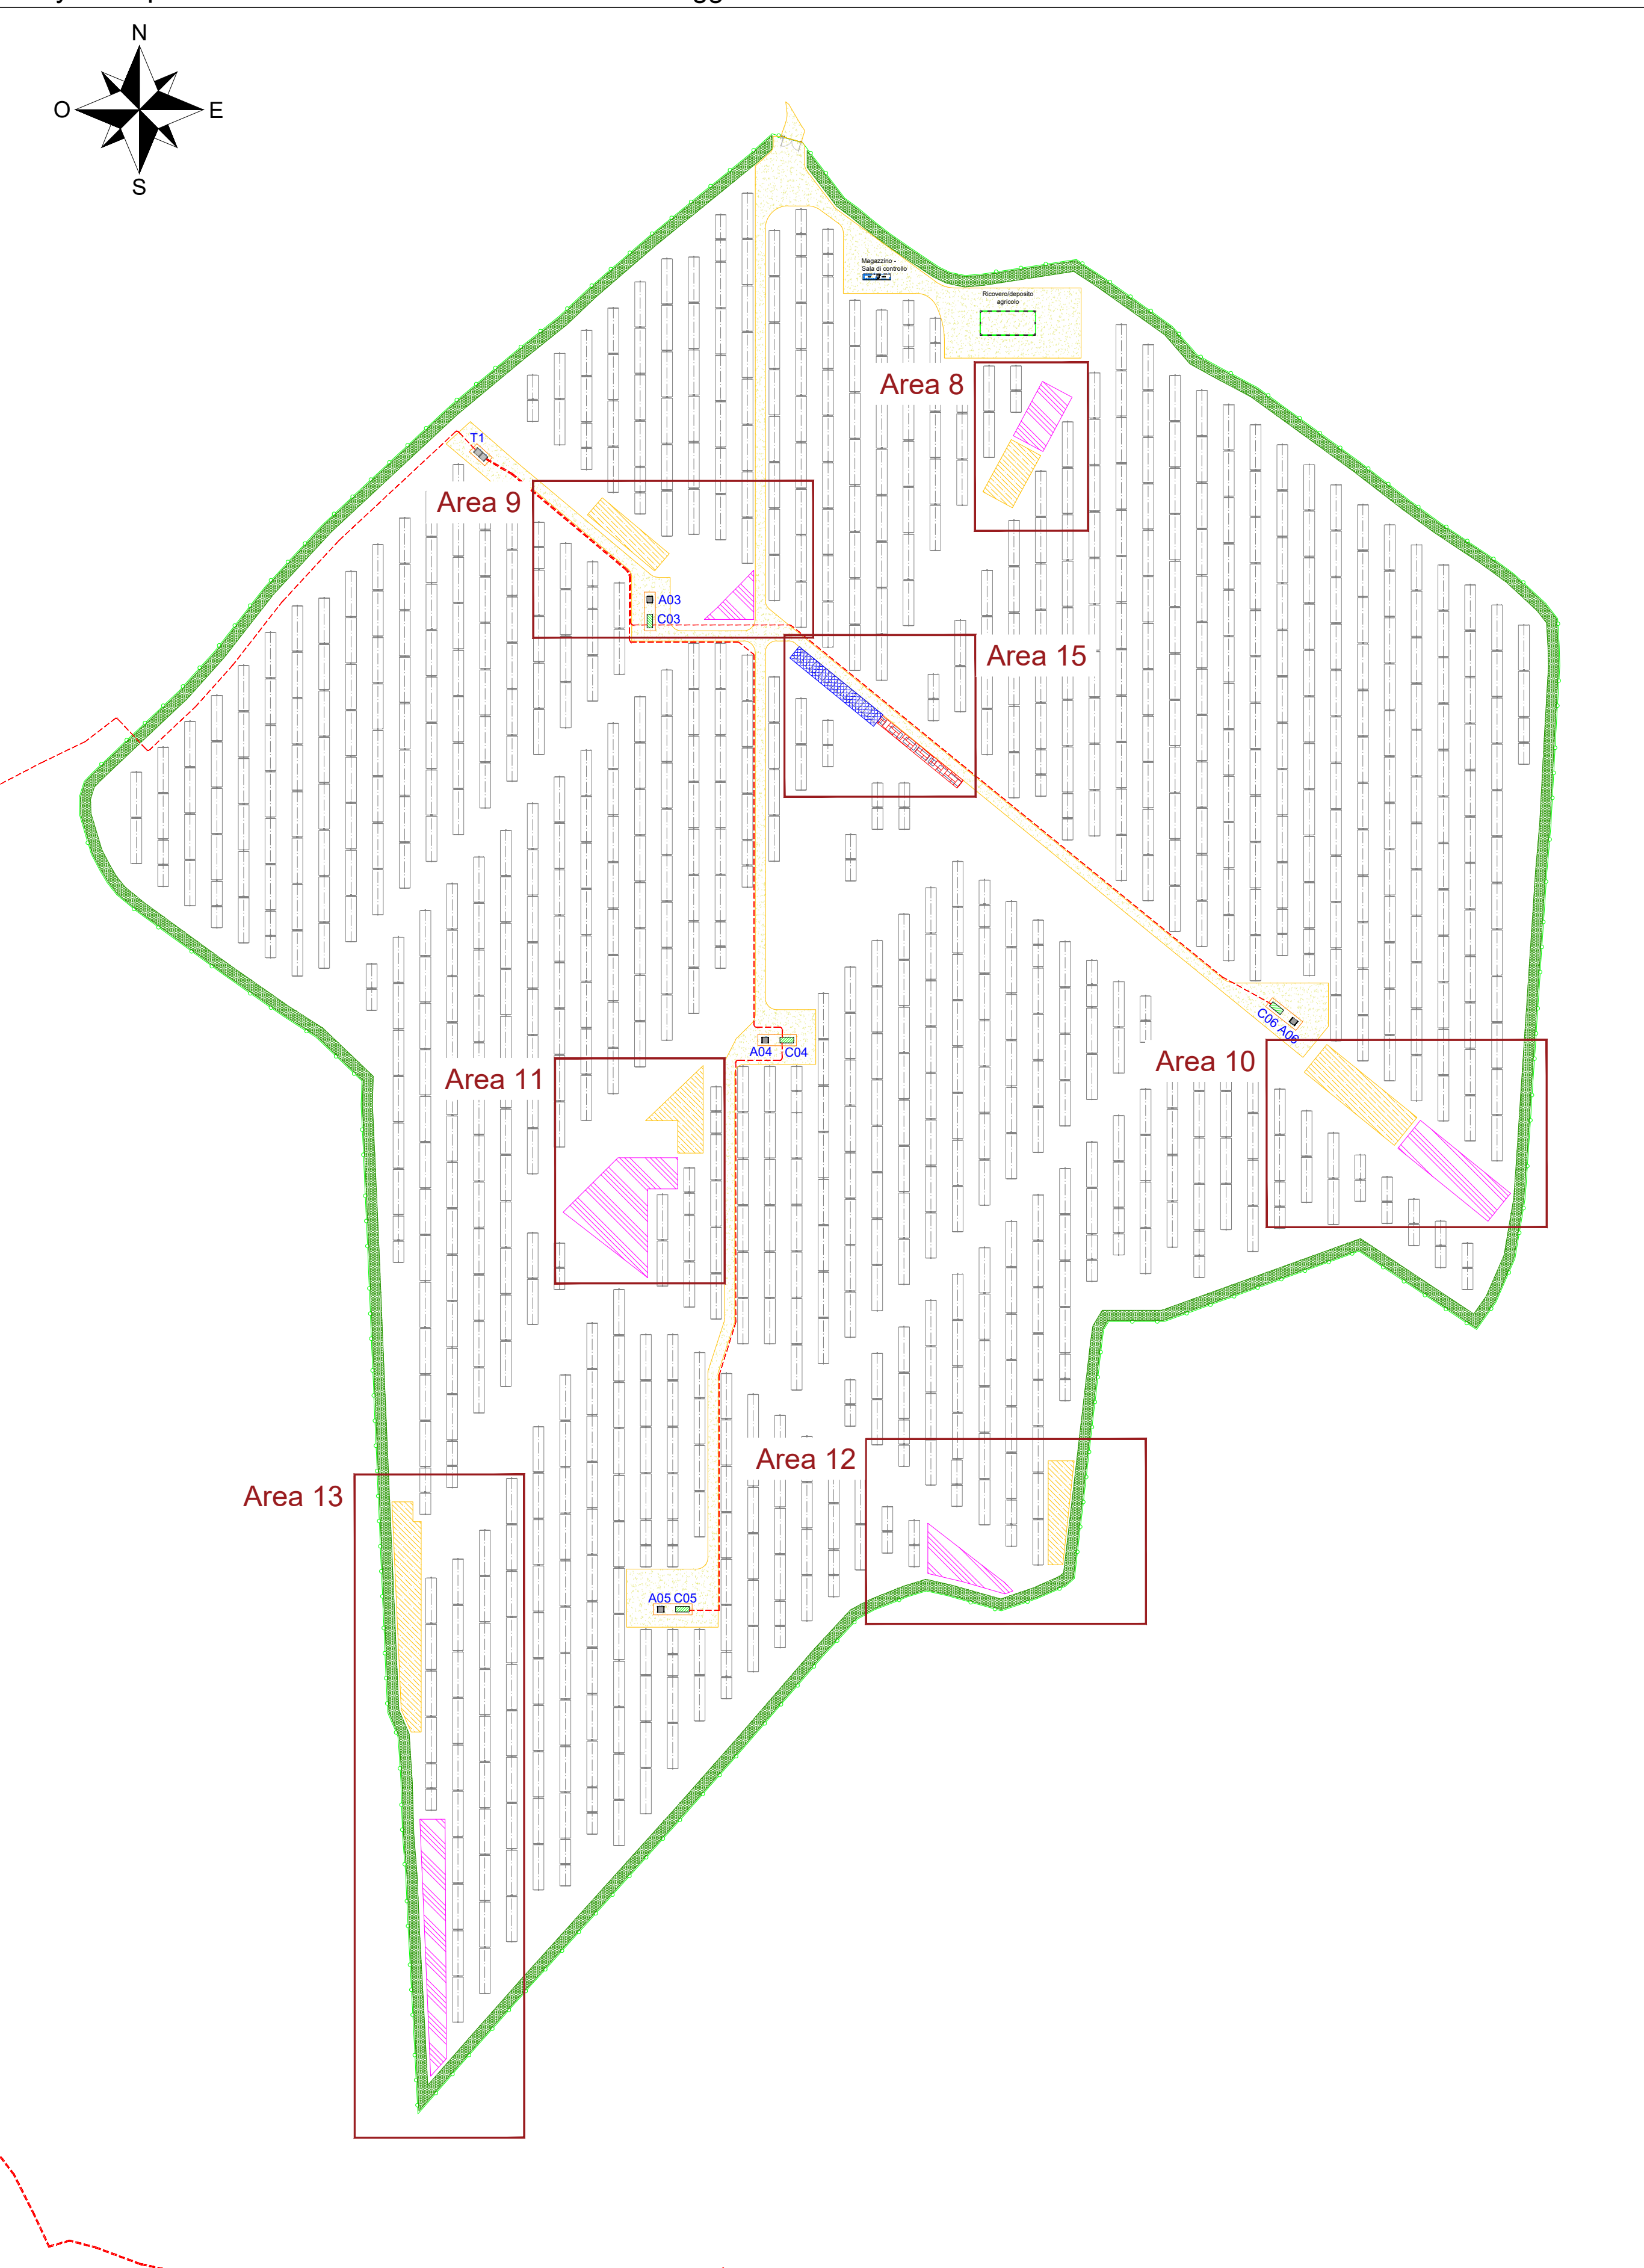 N
O
E
S
Magazzino -
Sala di controllo
Ricovero/deposito
agricolo
Area 8
T1
Area 9
A03
C03
Area 15
C06 A06
A04
C04
Area 10
Area 11
Area 12
Area 13
A05 C05